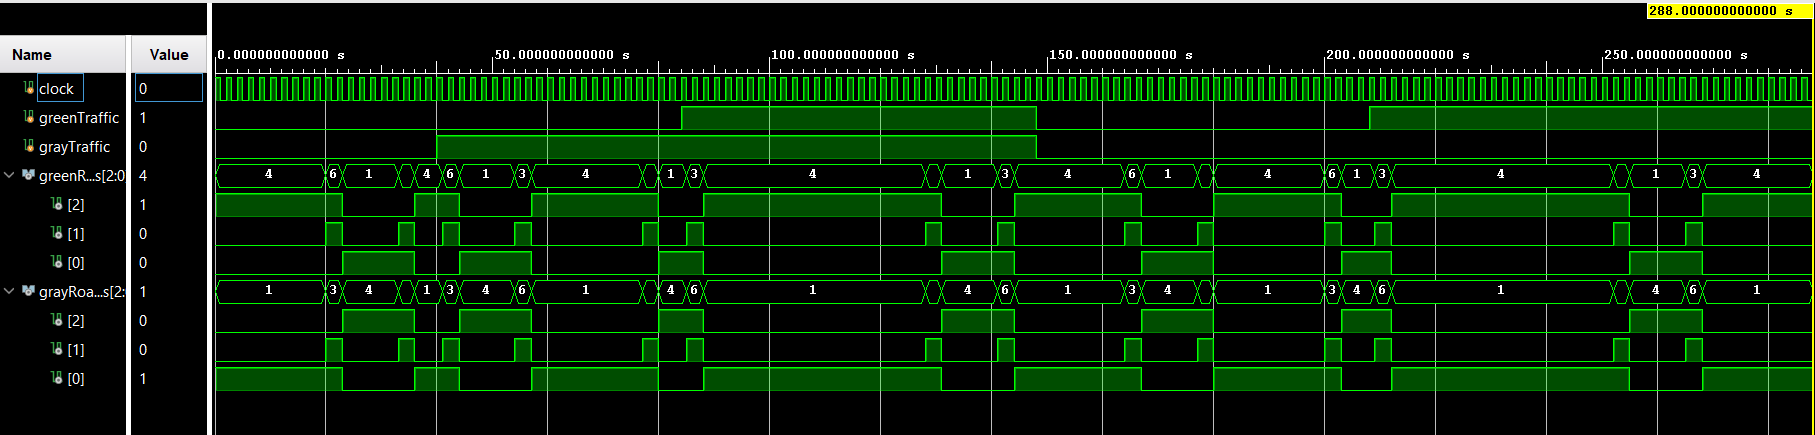 288.000000000000 s
Name Value
0.000000000000 s 50.000000000000 s 100.000000000000 s 150.000000000000 s 200.000000000000 s 250.000000000000 s
clock 0
greenTraffic 1
grayTraffic 0
greenR...s[2:0 4 4 6 1 4 6 1 3 4 1 3 4 1 3 4 6 1 4 6 1 3 4 1 3 4
[2] 1
[1] 0
[0] 0
grayRoa...s[2: 1 1 3 4 1 3 4 6 1 4 6 1 4 6 1 3 4 1 3 4 6 1 4 6 1
[2] 0
[1] 0
[0] 1